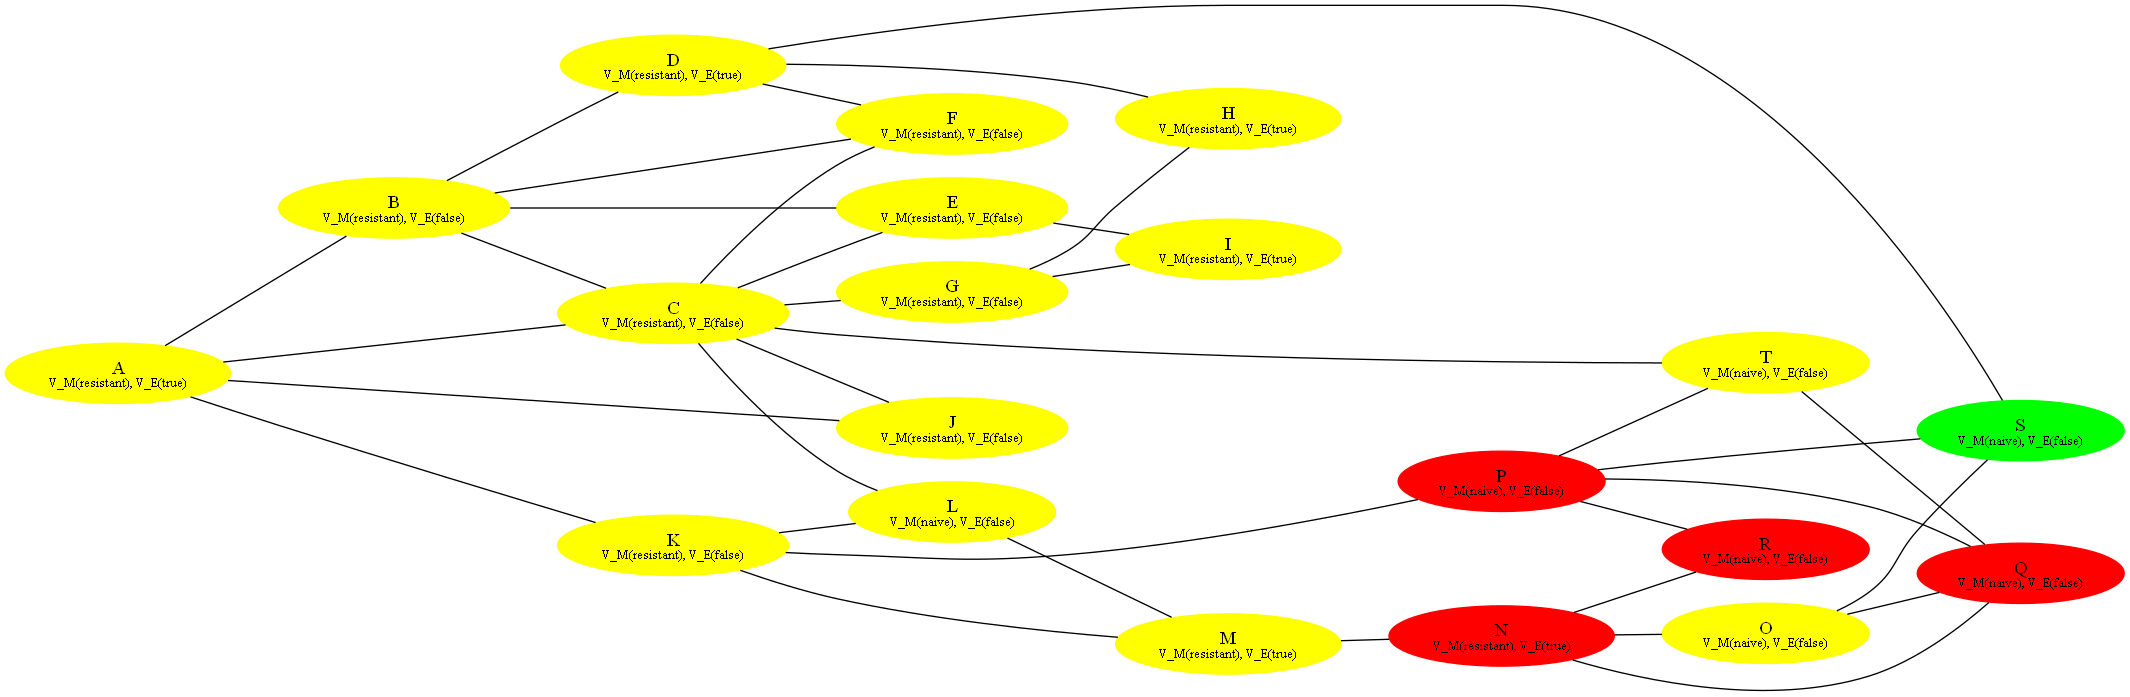 D
V_M(resistant), V_E(true)
F
V_M(resistant), V_E(false)
H
V_M(resistant), V_E(true)
B
V_M(resistant), V_E(false)
E
V_M(resistant), V_E(false)
I
V_M(resistant), V_E(true)
G
V_M(resistant), V_E(false)
C
V_M(resistant), V_E(false)
T
V_M(naive), V_E(false)
A
V_M(resistant), V_E(true)
J
V_M(resistant), V_E(false)
S
V_M(naive), V_E(false)
P
V_M(naive), V_E(false)
L
V_M(naive), V_E(false)
K
V_M(resistant), V_E(false)
R
V_M(naive), V_E(false)
Q
V_M(naive), V_E(false)
M
V_M(resistant), V_E(true)
N
V_M(resistant), V_E(true)
O
V_M(naive), V_E(false)